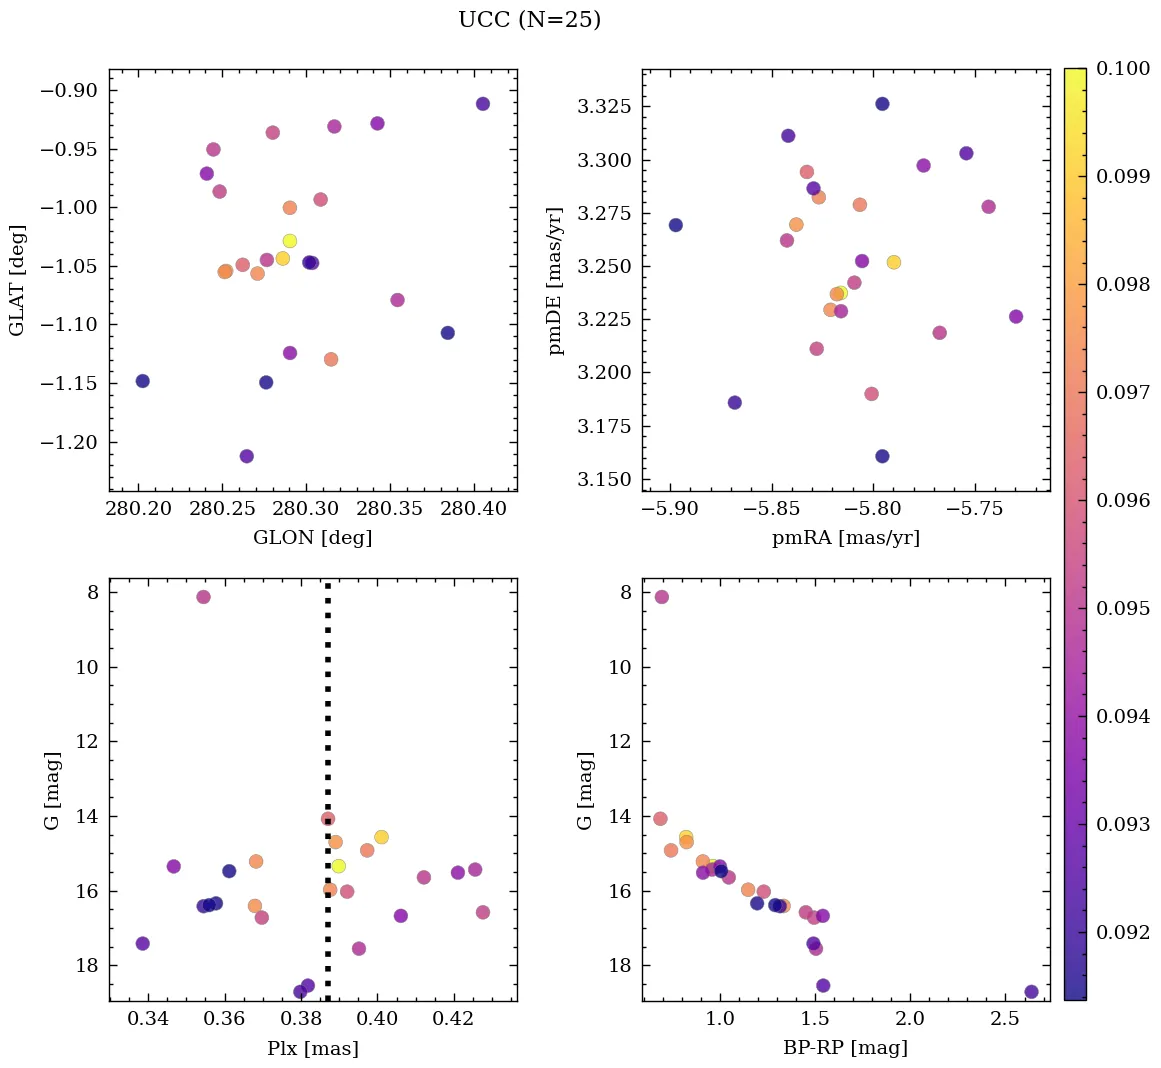 UCC (N=25)
−0.90
−0.95
−1.00
−1.05
−1.10
−1.15
−1.20
GLAT [deg]
280.20 280.25 280.30 280.35 280.40
GLON [deg]
3.325
3.300
3.275
3.250
3.225
3.200
3.175
3.150
pmDE [mas/yr]
−5.90 −5.85 −5.80 −5.75
pmRA [mas/yr]
8
10
12
14
16
18
G [mag]
0.34 0.36 0.38 0.40 0.42
Plx [mas]
8
10
12
14
16
18
G [mag]
1.0 1.5 2.0 2.5
BP-RP [mag]
0.100
0.099
0.098
0.097
0.096
0.095
0.094
0.093
0.092